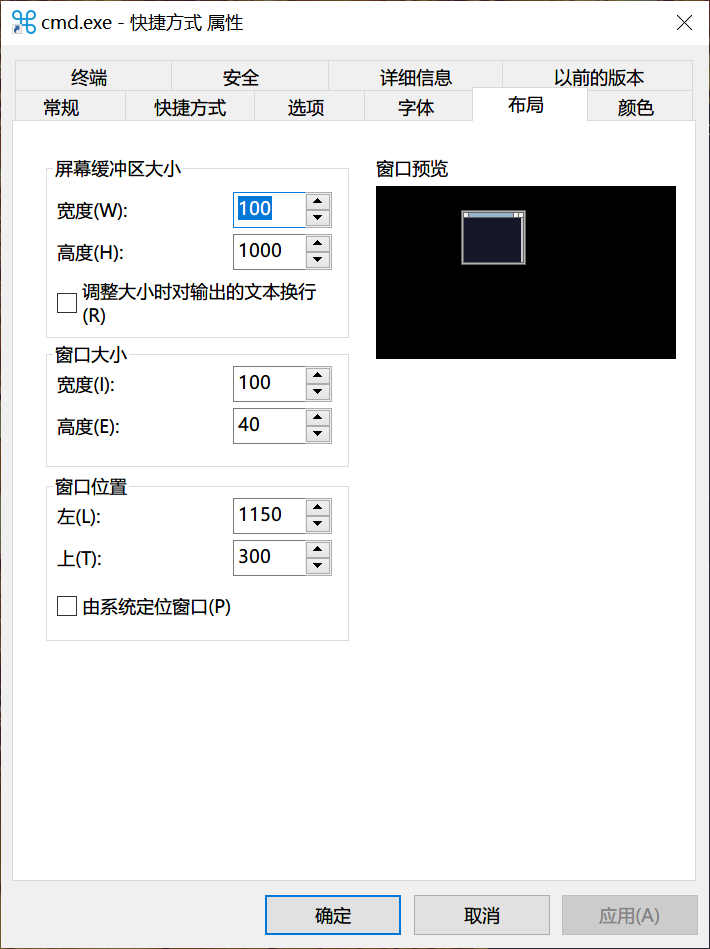 cmd.exe - 快捷方式 属性
终端 安全 详细信息 以前的版本
常规 快捷方式 选项 字体 布局 颜色
屏幕缓冲区大小
宽度(W): 100
高度(H): 1000
调整大小时对输出的文本换行
(R)
窗口大小
宽度(I): 100
高度(E): 40
窗口位置
左(L): 1150
上(T): 300
由系统定位窗口(P)
窗口预览
确定 取消 应用(A)